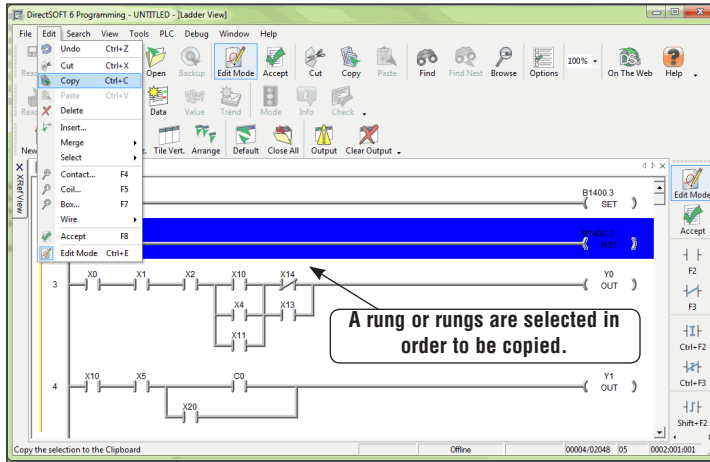 DirectSOFT 6 Programming - UNTITLED - [Ladder View]
File Edit Search View Tools PLC Debug Window Help
Undo Ctrl+Z
Cut Ctrl+X
Copy Ctrl+C
Paste Ctrl+V
Delete
Insert...
Merge
Select
Contact... F4
Coil... F5
Box... F7
Wire
Accept F8
Edit Mode Ctrl+E
Open Backup Edit Mode Accept Cut Copy Paste Find Find Next Browse Options 100% On The Web Help
Read Data Value Trend Mode Info Check
New Tile Vert. Arrange Default Close All Output Clear Output
XRef View
B1400.3
SET
B1400.3
RST
X0 X1 X2 X10 X14 Y0
3 OUT
X4 X13
X11
A rung or rungs are selected in
order to be copied.
X10 X5 C0 Y1
4 OUT
X20
Edit Mode
Accept
F2
F3
Ctrl+F2
Ctrl+F3
Shift+F2
Copy the selection to the Clipboard Offline 00004/02048 05 0002:001:001